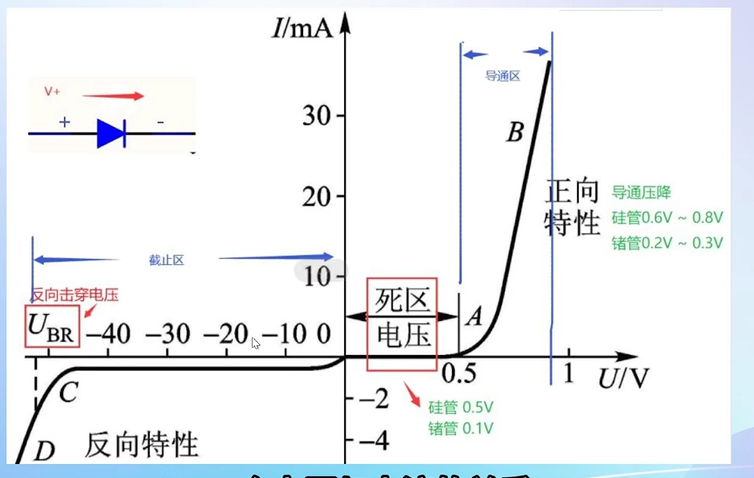 I/mA
V+
+ -
导通区
30
B
20
正向
特性
导通压降
硅管0.6V ~ 0.8V
锗管0.2V ~ 0.3V
截止区
10
反向击穿电压
死区
电压
A
U_BR
-40 -30 -20 -10 0
0.5 1 U/V
C
-2
硅管 0.5V
锗管 0.1V
D
反向特性
-4